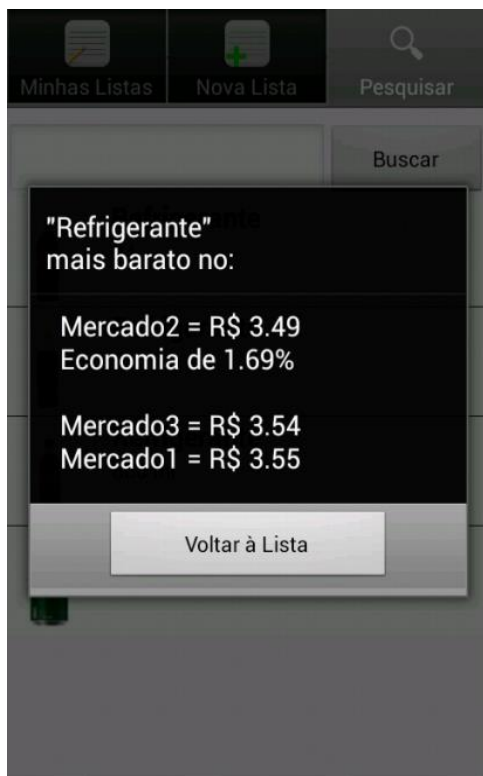 Minhas Listas
Nova Lista
Pesquisar
Buscar
"Refrigerante"
mais barato no:
Mercado2 = R$ 3.49
Economia de 1.69%
Mercado3 = R$ 3.54
Mercado1 = R$ 3.55
Voltar à Lista